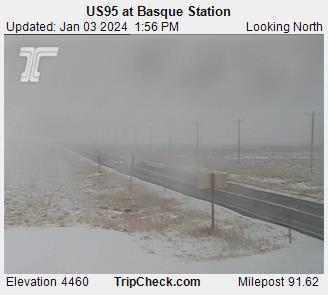 US95 at Basque Station
Updated: Jan 03 2024 1:56 PM Looking North
Elevation 4460 TripCheck.com Milepost 91.62